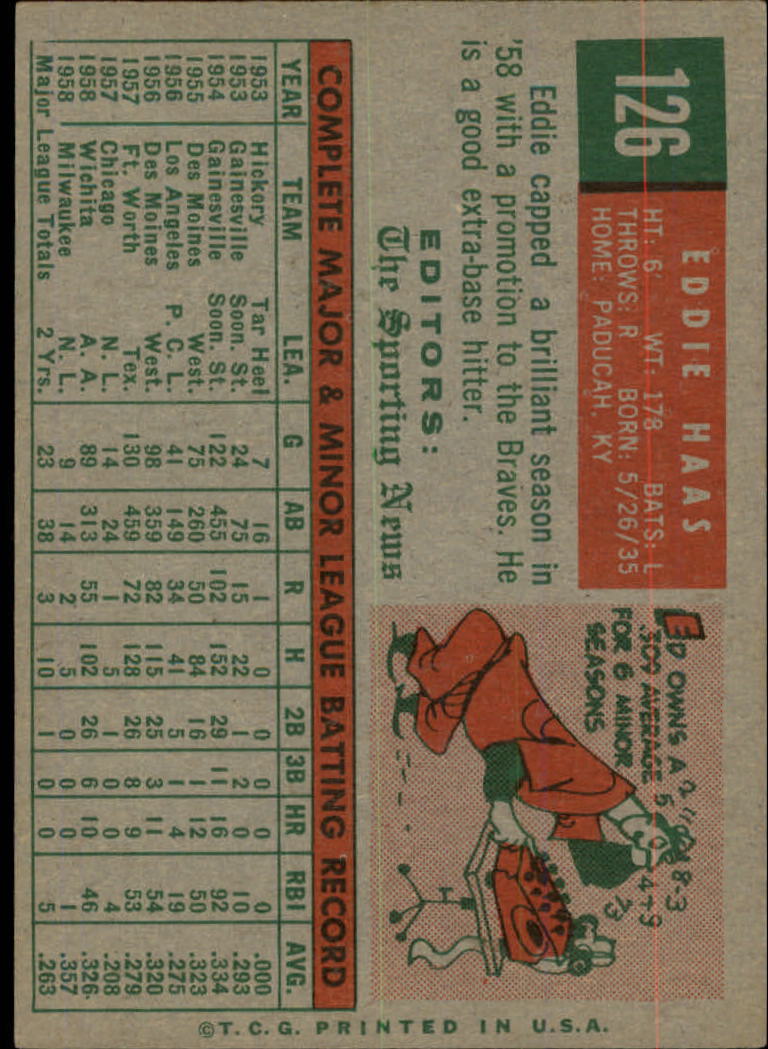 126
EDDIE HAAS
HT: 6' WT: 178 BATS: L
THROWS: R BORN: 5/26/35
HOME: PADUCAH, KY
Eddie capped a brilliant season in
'58 with a promotion to the Braves. He
is a good extra-base hitter.
EDITORS:
The Sporting News
ED OWNS A
.309 AVERAGE
FOR 6 MINOR
SEASONS
COMPLETE MAJOR & MINOR LEAGUE BATTING RECORD
YEAR TEAM LEA. G AB R H 2B 3B HR RBI AVG.
1953 Hickory Tar Heel 7 16 1 0 0 0 0 0 .000
1953 Gainesville Soon. St. 24 75 15 22 1 2 0 10 .293
1954 Gainesville Soon. St. 122 455 102 152 29 11 16 92 .334
1955 Des Moines West. 75 260 50 84 16 1 12 50 .323
1956 Los Angeles P. C. L. 41 149 34 41 5 1 4 19 .275
1956 Des Moines West. 98 359 82 115 25 3 11 54 .320
1957 Ft. Worth Tex. 130 459 72 128 26 8 9 53 .279
1957 Chicago N. L. 14 24 1 5 1 0 0 4 .208
1958 Wichita A. A. 89 313 55 102 26 6 10 46 .326
1958 Milwaukee N. L. 9 14 2 5 0 0 0 1 .357
Major League Totals 2 Yrs. 23 38 3 10 1 0 0 5 .263
©T. C. G. PRINTED IN U.S.A.